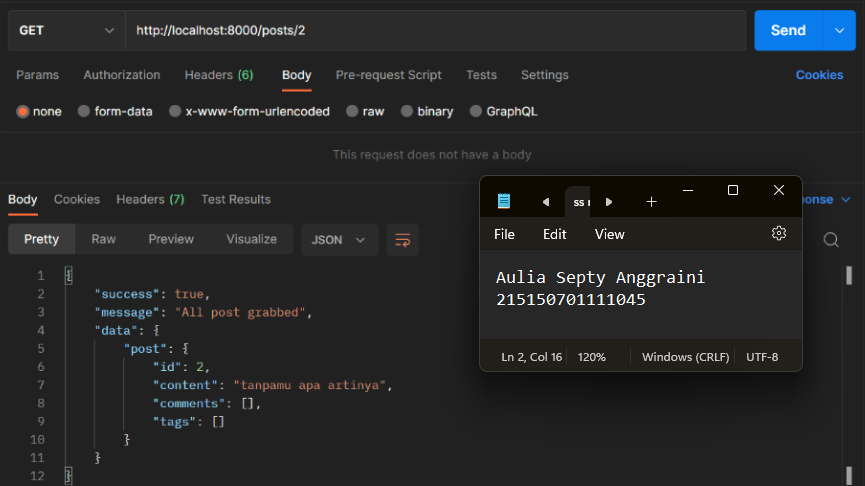 GET http://localhost:8000/posts/2 Send
Params Authorization Headers (6) Body Pre-request Script Tests Settings Cookies
none form-data x-www-form-urlencoded raw binary GraphQL
This request does not have a body
Body Cookies Headers (7) Test Results
Pretty Raw Preview Visualize JSON
1 {
2 "success": true,
3 "message": "All post grabbed",
4 "data": {
5 "post": {
6 "id": 2,
7 "content": "tanpamu apa artinya",
8 "comments": [],
9 "tags": []
10 }
11 }
12 }
ss
File Edit View
Aulia Septy Anggraini
215150701111045
Ln 2, Col 16 120% Windows (CRLF) UTF-8